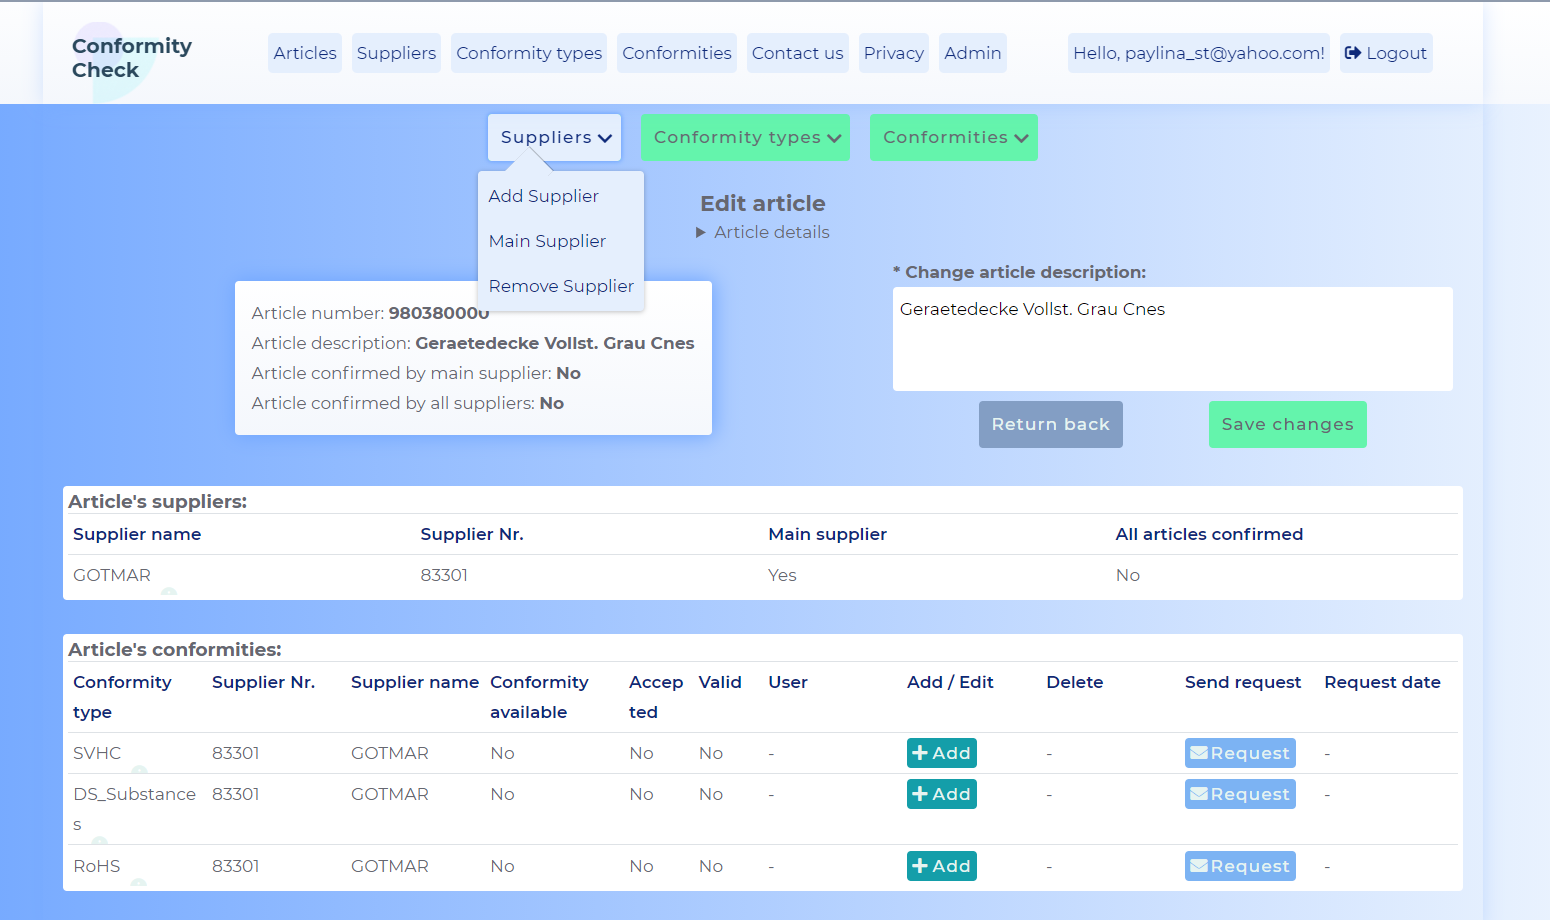 Conformity
Check
Articles Suppliers Conformity types Conformities Contact us Privacy Admin Hello, paylina_st@yahoo.com! Logout
Suppliers Conformity types Conformities
Add Supplier
Main Supplier
Remove Supplier
Edit article
Article details
Article number: 980380000
Article description: Geraetedecke Vollst. Grau Cnes
Article confirmed by main supplier: No
Article confirmed by all suppliers: No
* Change article description:
Geraetedecke Vollst. Grau Cnes
Return back Save changes
Article's suppliers:
Supplier name Supplier Nr. Main supplier All articles confirmed
GOTMAR 83301 Yes No
Article's conformities:
Conformity type Supplier Nr. Supplier name Conformity available Accepted Valid User Add / Edit Delete Send request Request date
SVHC 83301 GOTMAR No No No - Add - Request -
DS_Substances 83301 GOTMAR No No No - Add - Request -
RoHS 83301 GOTMAR No No No - Add - Request -